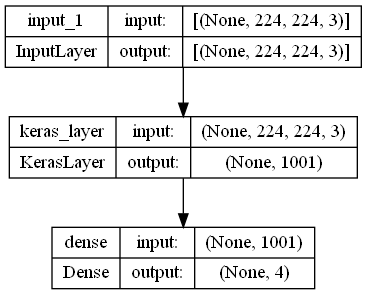 input_1 input: [(None, 224, 224, 3)]
InputLayer output: [(None, 224, 224, 3)]
keras_layer input: (None, 224, 224, 3)
KerasLayer output: (None, 1001)
dense input: (None, 1001)
Dense output: (None, 4)